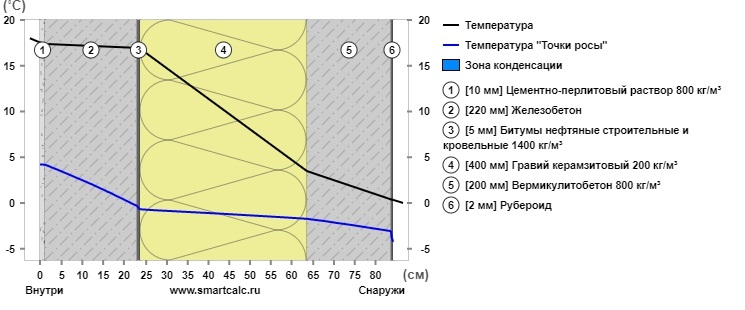 (°C)
20
15
10
5
0
-5
1
2
3
4
5
6
20
15
10
5
0
-5
0 5 10 15 20 25 30 35 40 45 50 55 60 65 70 75 80 (см)
Внутри www.smartcalc.ru Снаружи
Температура
Температура "Точки росы"
Зона конденсации
1 [10 мм] Цементно-перлитовый раствор 800 кг/м³
2 [220 мм] Железобетон
3 [5 мм] Битумы нефтяные строительные и
кровельные 1400 кг/м³
4 [400 мм] Гравий керамзитовый 200 кг/м³
5 [200 мм] Вермикулитобетон 800 кг/м³
6 [2 мм] Рубероид